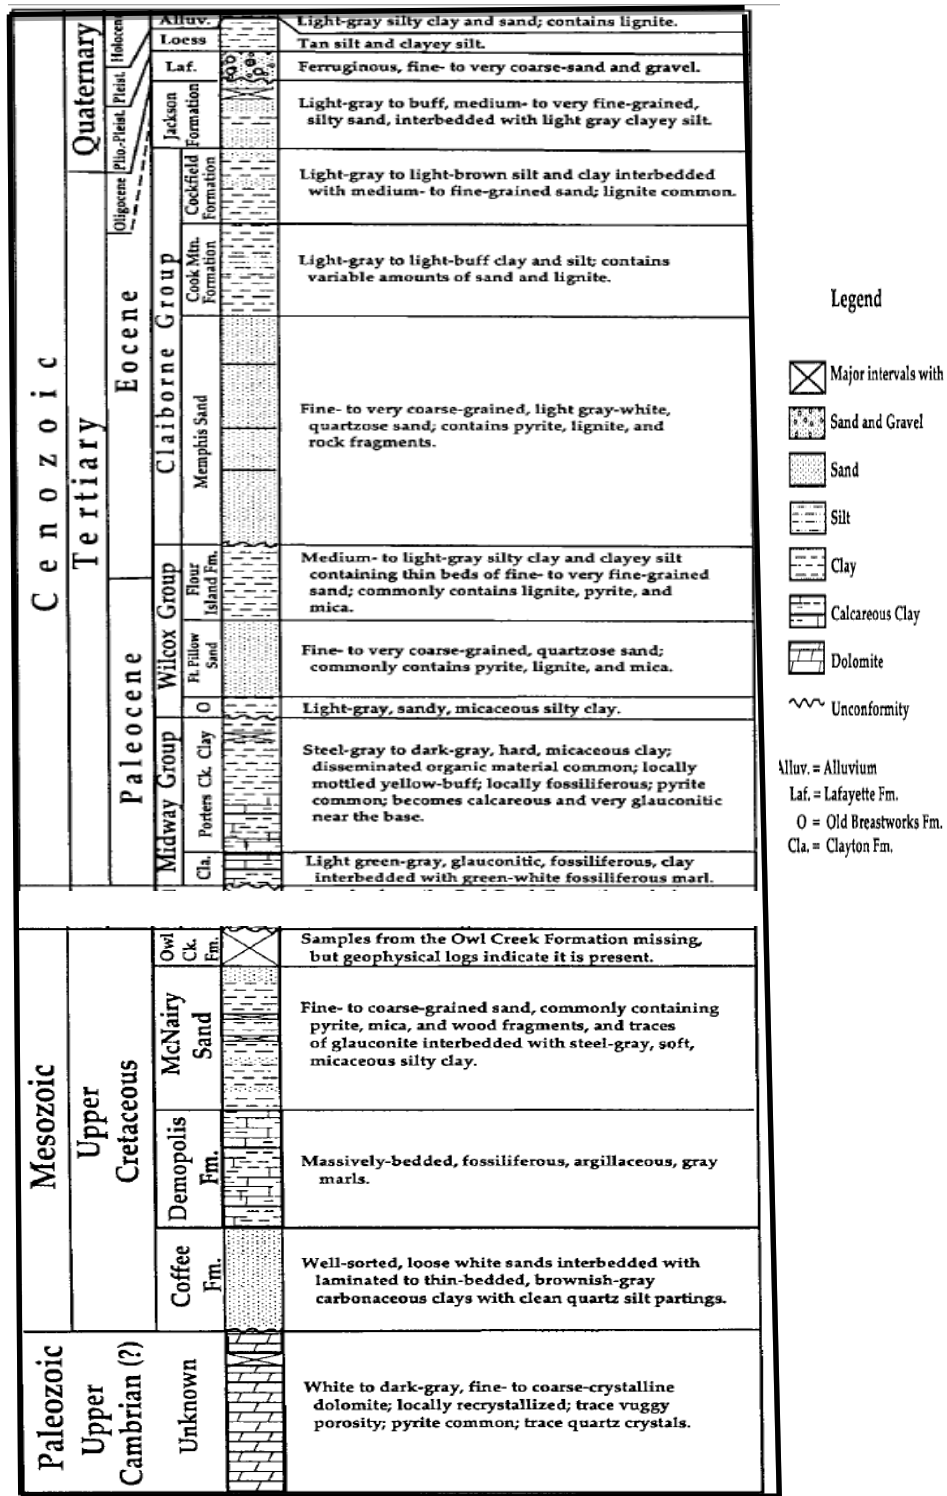 Cenozoic
Quaternary
Tertiary
Holocene
Pleist.
Plio.-Pleist.
Oligocene
Eocene
Paleocene
Alluv.
Light-gray silty clay and sand; contains lignite.
Loess
Tan silt and clayey silt.
Laf.
Ferruginous, fine- to very coarse-sand and gravel.
Jackson
Formation
Light-gray to buff, medium- to very fine-grained,
silty sand, interbedded with light gray clayey silt.
Claiborne Group
Cockfield
Formation
Light-gray to light-brown silt and clay interbedded
with medium- to fine-grained sand; lignite common.
Cook Mtn.
Formation
Light-gray to light-buff clay and silt; contains
variable amounts of sand and lignite.
Memphis Sand
Fine- to very coarse-grained, light gray-white,
quartzose sand; contains pyrite, lignite, and
rock fragments.
Wilcox Group
Flour
Island Fm.
Medium- to light-gray silty clay and clayey silt
containing thin beds of fine- to very fine-grained
sand; commonly contains lignite, pyrite, and
mica.
Ft. Pillow
Sand
Fine- to very coarse-grained, quartzose sand;
commonly contains pyrite, lignite, and mica.
O
Light-gray, sandy, micaceous silty clay.
Midway Group
Porters Ck. Clay
Steel-gray to dark-gray, hard, micaceous clay;
disseminated organic material common; locally
mottled yellow-buff; locally fossiliferous; pyrite
common; becomes calcareous and very glauconitic
near the base.
Cla.
Light green-gray, glauconitic, fossiliferous, clay
interbedded with green-white fossiliferous marl.
Mesozoic
Upper
Cretaceous
Owl
Ck.
Fm.
Samples from the Owl Creek Formation missing,
but geophysical logs indicate it is present.
McNairy
Sand
Fine- to coarse-grained sand, commonly containing
pyrite, mica, and wood fragments, and traces
of glauconite interbedded with steel-gray, soft,
micaceous silty clay.
Demopolis
Fm.
Massively-bedded, fossiliferous, argillaceous, gray
marls.
Coffee
Fm.
Well-sorted, loose white sands interbedded with
laminated to thin-bedded, brownish-gray
carbonaceous clays with clean quartz silt partings.
Paleozoic
Upper
Cambrian (?)
Unknown
White to dark-gray, fine- to coarse-crystalline
dolomite; locally recrystallized; trace vuggy
porosity; pyrite common; trace quartz crystals.
Legend
Major intervals with
Sand and Gravel
Sand
Silt
Clay
Calcareous Clay
Dolomite
Unconformity
Alluv. = Alluvium
Laf. = Lafayette Fm.
O = Old Breastworks Fm.
Cla. = Clayton Fm.